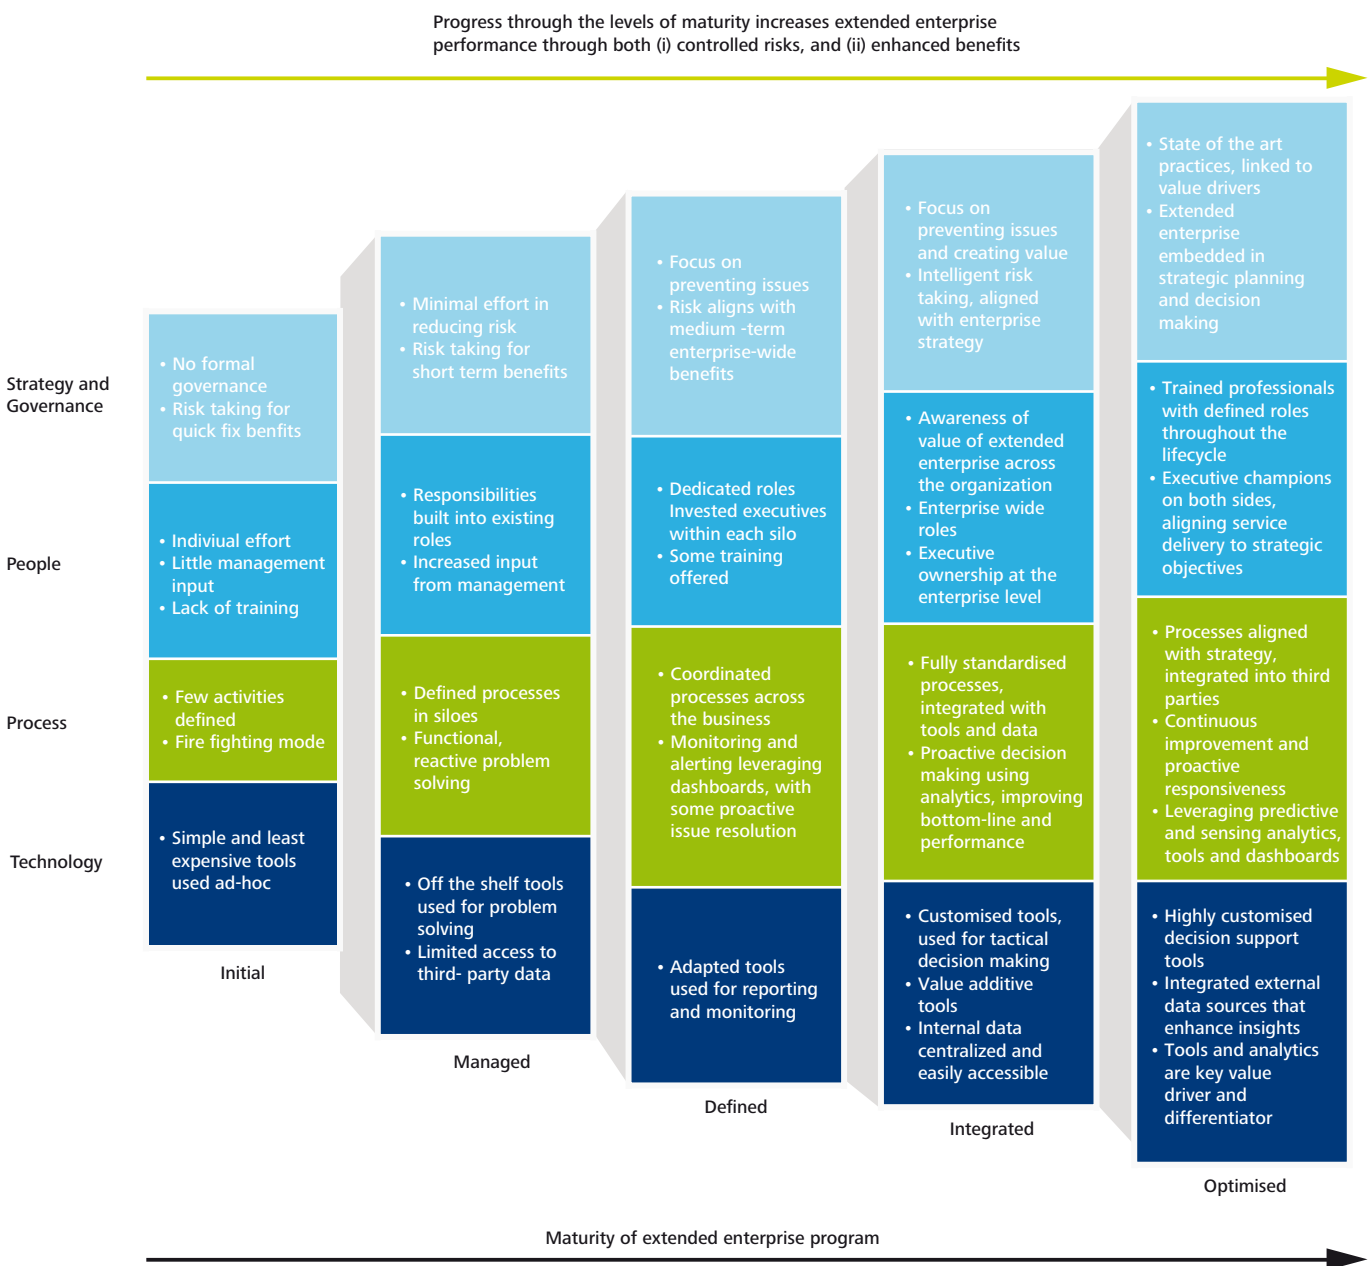 Progress through the levels of maturity increases extended enterprise
performance through both (i) controlled risks, and (ii) enhanced benefits
Strategy and
Governance
People
Process
Technology
• No formal
governance
• Risk taking for
quick fix benfits
• Indiviual effort
• Little management
input
• Lack of training
• Few activities
defined
• Fire fighting mode
• Simple and least
expensive tools
used ad-hoc
Initial
• Minimal effort in
reducing risk
• Risk taking for
short term benefits
• Responsibilities
built into existing
roles
• Increased input
from management
• Defined processes
in siloes
• Functional,
reactive problem
solving
• Off the shelf tools
used for problem
solving
• Limited access to
third- party data
Managed
• Focus on
preventing issues
• Risk aligns with
medium -term
enterprise-wide
benefits
• Dedicated roles
Invested executives
within each silo
• Some training
offered
• Coordinated
processes across
the business
• Monitoring and
alerting leveraging
dashboards, with
some proactive
issue resolution
• Adapted tools
used for reporting
and monitoring
Defined
• Focus on
preventing issues
and creating value
• Intelligent risk
taking, aligned
with enterprise
strategy
• Awareness of
value of extended
enterprise across
the organization
• Enterprise wide
roles
• Executive
ownership at the
enterprise level
• Fully standardised
processes,
integrated with
tools and data
• Proactive decision
making using
analytics, improving
bottom-line and
performance
• Customised tools,
used for tactical
decision making
• Value additive
tools
• Internal data
centralized and
easily accessible
Integrated
• State of the art
practices, linked to
value drivers
• Extended
enterprise
embedded in
strategic planning
and decision
making
• Trained professionals
with defined roles
throughout the
lifecycle
• Executive champions
on both sides,
aligning service
delivery to strategic
objectives
• Processes aligned
with strategy,
integrated into third
parties
• Continuous
improvement and
proactive
responsiveness
• Leveraging predictive
and sensing analytics,
tools and dashboards
• Highly customised
decision support
tools
• Integrated external
data sources that
enhance insights
• Tools and analytics
are key value
driver and
differentiator
Optimised
Maturity of extended enterprise program